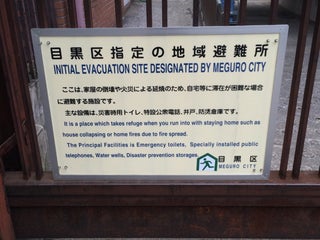 目黒区指定の地域避難所
INITIAL EVACUATION SITE DESIGNATED BY MEGURO CITY
ここは、家屋の倒壊や火災による延焼のため、自宅等に滞在が困難な場合
に避難する施設です。
主な設備は、災害時用トイレ、特設公衆電話、井戸、防災倉庫です。
It is a place which takes refuge when you run into with staying home such as
house collapsing or home fires due to fire spread.
The Principal Facilities is Emergency toilets, Specially installed public
telephones, Water wells, Disaster prevention storages.
目黒区
MEGURO CITY